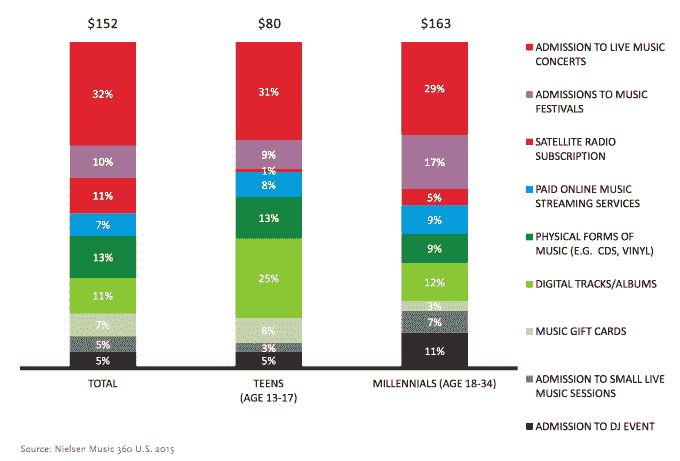 $152 $80 $163
32% 31% 29%
10% 9% 17%
11% 1% 5%
7% 8% 9%
13% 13% 9%
11% 25% 12%
7% 8% 3%
5% 3% 7%
5% 5% 11%
TOTAL
TEENS
(AGE 13-17)
MILLENNIALS (AGE 18-34)
ADMISSION TO LIVE MUSIC
CONCERTS
ADMISSIONS TO MUSIC
FESTIVALS
SATELLITE RADIO
SUBSCRIPTION
PAID ONLINE MUSIC
STREAMING SERVICES
PHYSICAL FORMS OF
MUSIC (E.G. CDS, VINYL)
DIGITAL TRACKS/ALBUMS
MUSIC GIFT CARDS
ADMISSION TO SMALL LIVE
MUSIC SESSIONS
ADMISSION TO DJ EVENT
Source: Nielsen Music 360 U.S. 2015